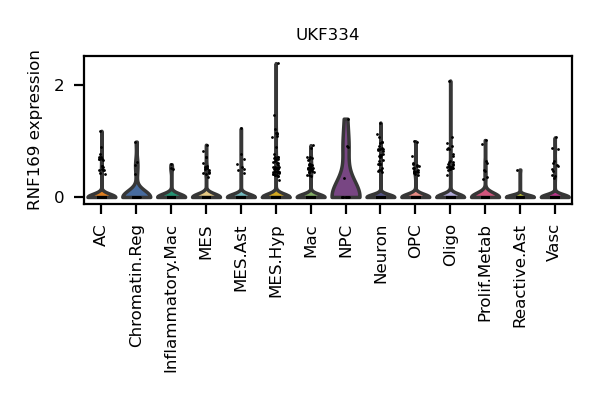 UKF334
RNF169 expression
2
0
AC
Chromatin.Reg
Inflammatory.Mac
MES
MES.Ast
MES.Hyp
Mac
NPC
Neuron
OPC
Oligo
Prolif.Metab
Reactive.Ast
Vasc